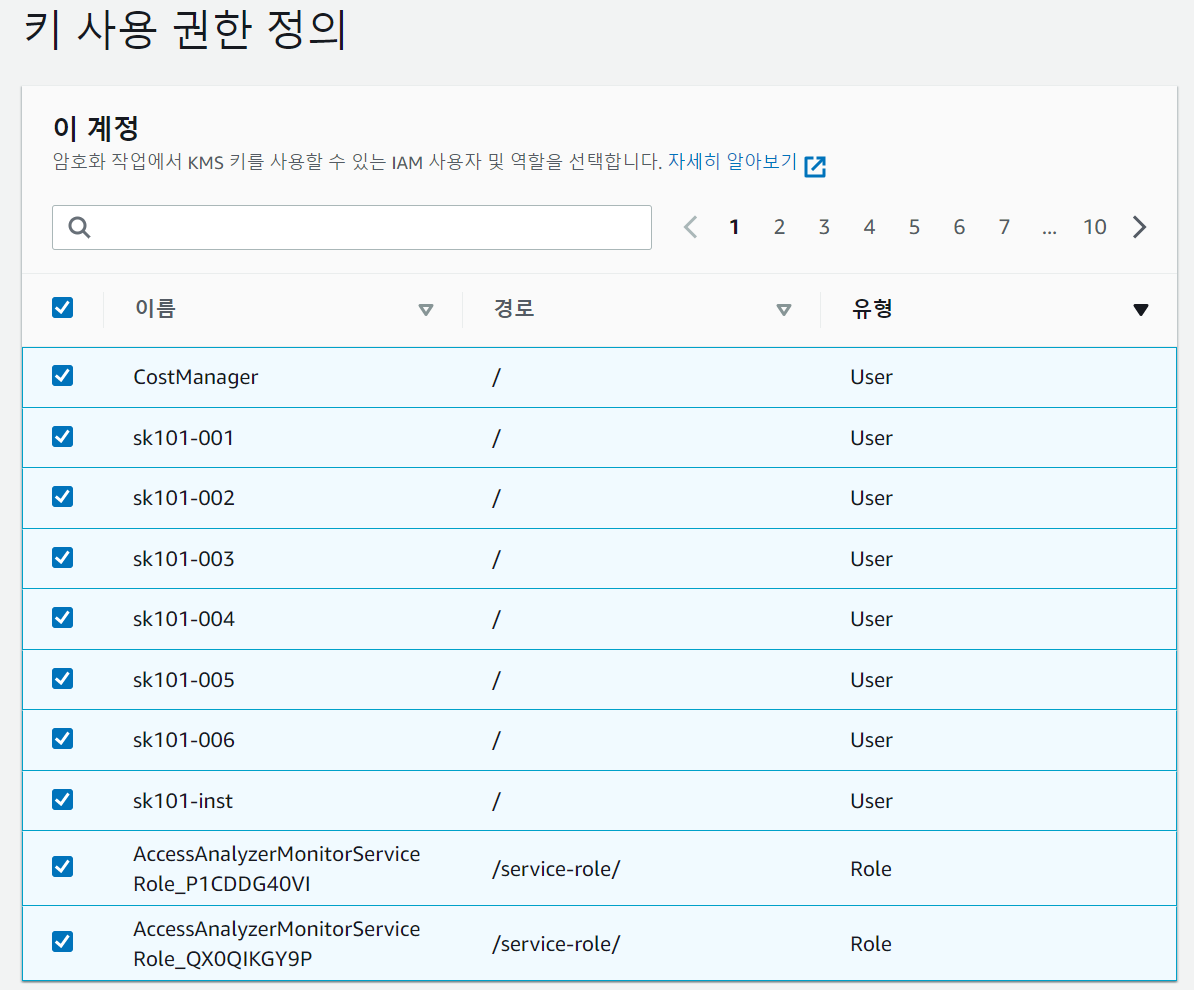 키 사용 권한 정의
이 계정
암호화 작업에서 KMS 키를 사용할 수 있는 IAM 사용자 및 역할을 선택합니다. 자세히 알아보기
1 2 3 4 5 6 7 ... 10
이름 경로 유형
CostManager / User
sk101-001 / User
sk101-002 / User
sk101-003 / User
sk101-004 / User
sk101-005 / User
sk101-006 / User
sk101-inst / User
AccessAnalyzerMonitorService
Role_P1CDDG40VI /service-role/ Role
AccessAnalyzerMonitorService
Role_QX0QIKGY9P /service-role/ Role